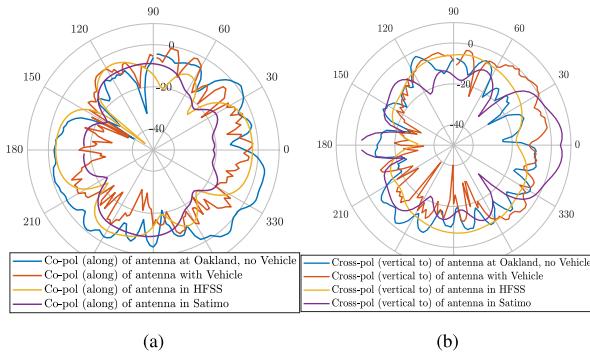 90
120
60
0
150
30
-20
-40
180
0
210
330
Co-pol (along) of antenna at Oakland, no Vehicle
Co-pol (along) of antenna with Vehicle
Co-pol (along) of antenna in HFSS
Co-pol (along) of antenna in Satimo
(a)
90
120
60
0
150
30
-20
-40
180
0
210
330
Cross-pol (vertical to) of antenna at Oakland, no Vehicle
Cross-pol (vertical to) of antenna with Vehicle
Cross-pol (vertical to) of antenna in HFSS
Cross-pol (vertical to) of antenna in Satimo
(b)